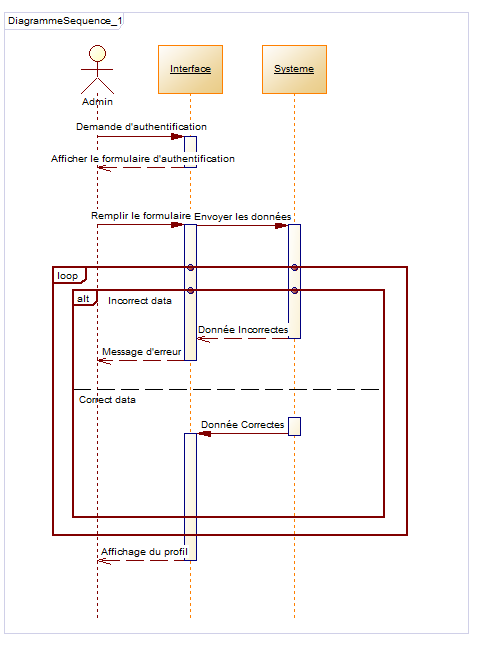 DiagrammeSequence_1
Interface
Systeme
Admin
Demande d'authentification
Afficher le formulaire d'authentification
Remplir le formulaire
Envoyer les données
loop
alt
Incorrect data
Donnée Incorrectes
Message d'erreur
Correct data
Donnée Correctes
Affichage du profil